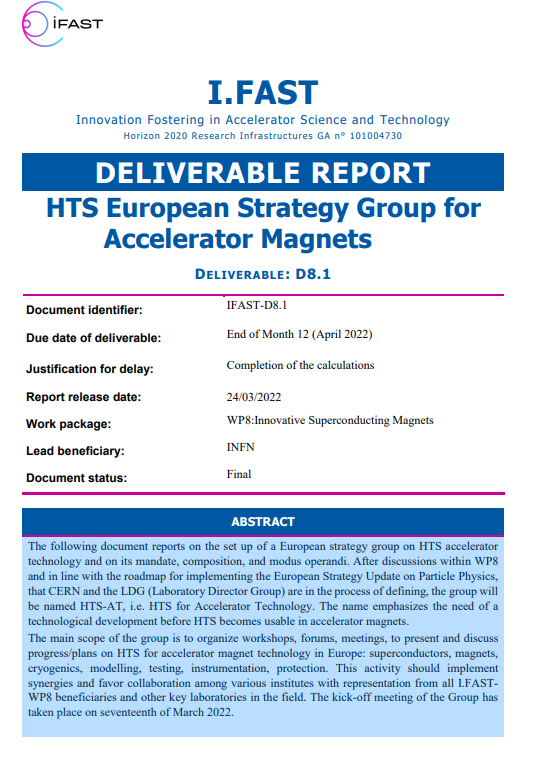 iFAST
I.FAST
Innovation Fostering in Accelerator Science and Technology
Horizon 2020 Research Infrastructures GA n° 101004730
DELIVERABLE REPORT
HTS European Strategy Group for
Accelerator Magnets
DELIVERABLE: D8.1
Document identifier: IFAST-D8.1
Due date of deliverable: End of Month 12 (April 2022)
Justification for delay: Completion of the calculations
Report release date: 24/03/2022
Work package: WP8:Innovative Superconducting Magnets
Lead beneficiary: INFN
Document status: Final
ABSTRACT
The following document reports on the set up of a European strategy group on HTS accelerator
technology and on its mandate, composition, and modus operandi. After discussions within WP8
and in line with the roadmap for implementing the European Strategy Update on Particle Physics,
that CERN and the LDG (Laboratory Director Group) are in the process of defining, the group will
be named HTS-AT, i.e. HTS for Accelerator Technology. The name emphasizes the need of a
technological development before HTS becomes usable in accelerator magnets.
The main scope of the group is to organize workshops, forums, meetings, to present and discuss
progress/plans on HTS for accelerator magnet technology in Europe: superconductors, magnets,
cryogenics, modelling, testing, instrumentation, protection. This activity should implement
synergies and favor collaboration among various institutes with representation from all I.FAST-
WP8 beneficiaries and other key laboratories in the field. The kick-off meeting of the Group has
taken place on seventeenth of March 2022.